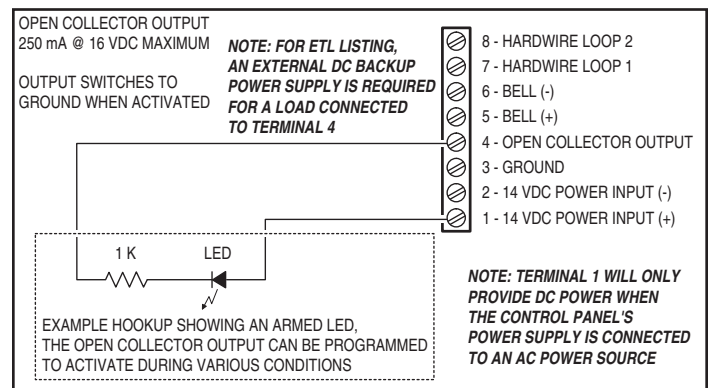 OPEN COLLECTOR OUTPUT
250 mA @ 16 VDC MAXIMUM
OUTPUT SWITCHES TO
GROUND WHEN ACTIVATED
NOTE: FOR ETL LISTING,
AN EXTERNAL DC BACKUP
POWER SUPPLY IS REQUIRED
FOR A LOAD CONNECTED
TO TERMINAL 4
8 - HARDWIRE LOOP 2
7 - HARDWIRE LOOP 1
6 - BELL (-)
5 - BELL (+)
4 - OPEN COLLECTOR OUTPUT
3 - GROUND
2 - 14 VDC POWER INPUT (-)
1 - 14 VDC POWER INPUT (+)
1 K
LED
EXAMPLE HOOKUP SHOWING AN ARMED LED,
THE OPEN COLLECTOR OUTPUT CAN BE PROGRAMMED
TO ACTIVATE DURING VARIOUS CONDITIONS
NOTE: TERMINAL 1 WILL ONLY
PROVIDE DC POWER WHEN
THE CONTROL PANEL'S
POWER SUPPLY IS CONNECTED
TO AN AC POWER SOURCE